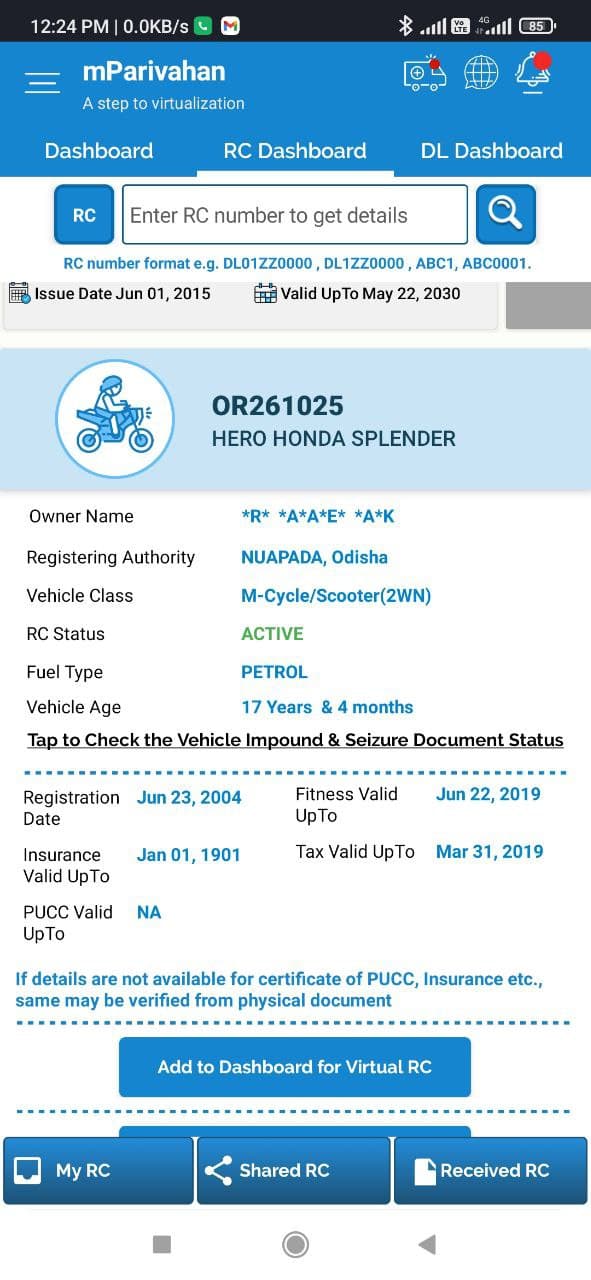 12:24 PM | 0.0KB/s
Vo LTE 4G 85
mParivahan
A step to virtualization
Dashboard RC Dashboard DL Dashboard
RC Enter RC number to get details
RC number format e.g. DL01ZZ0000 , DL1ZZ0000 , ABC1, ABC0001.
Issue Date Jun 01, 2015 Valid UpTo May 22, 2030
OR261025
HERO HONDA SPLENDER
Owner Name *R* *A*A*E* *A*K
Registering Authority NUAPADA, Odisha
Vehicle Class M-Cycle/Scooter(2WN)
RC Status ACTIVE
Fuel Type PETROL
Vehicle Age 17 Years & 4 months
Tap to Check the Vehicle Impound & Seizure Document Status
Registration Date Jun 23, 2004 Fitness Valid UpTo Jun 22, 2019
Insurance Valid UpTo Jan 01, 1901 Tax Valid UpTo Mar 31, 2019
PUCC Valid UpTo NA
If details are not available for certificate of PUCC, Insurance etc.,
same may be verified from physical document
Add to Dashboard for Virtual RC
My RC Shared RC Received RC